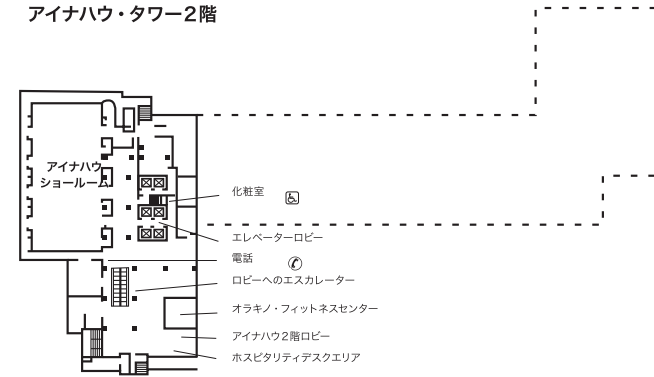 アイナハウ・タワー２階
アイナハウ
ショールーム
化粧室
エレベーターロビー
電話
ロビーへのエスカレーター
オラキノ・フィットネスセンター
アイナハウ２階ロビー
ホスピタリティデスクエリア